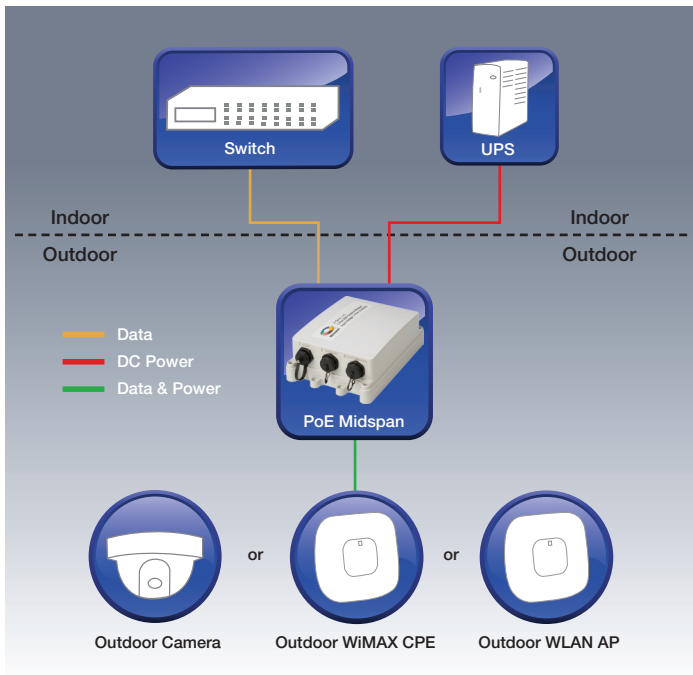 Switch
UPS
Indoor
Indoor
Outdoor
Outdoor
Data
DC Power
Data & Power
PoE Midspan
or
or
Outdoor Camera
Outdoor WiMAX CPE
Outdoor WLAN AP